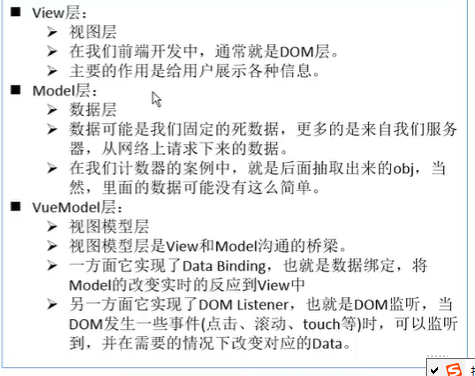 View层：
视图层
在我们前端开发中，通常就是DOM层。
主要的作用是给用户展示各种信息。
Model层：
数据层
数据可能是我们固定的死数据，更多的是来自我们服务
器，从网络上请求下来的数据。
在我们计数器的案例中，就是后面抽取出来的obj，当
然，里面的数据可能没有这么简单。
VueModel层：
视图模型层
视图模型层是View和Model沟通的桥梁。
一方面它实现了Data Binding，也就是数据绑定，将
Model的改变实时的反应到View中
另一方面它实现了DOM Listener，也就是DOM监听，当
DOM发生一些事件(点击、滚动、touch等)时，可以监听
到，并在需要的情况下改变对应的Data。